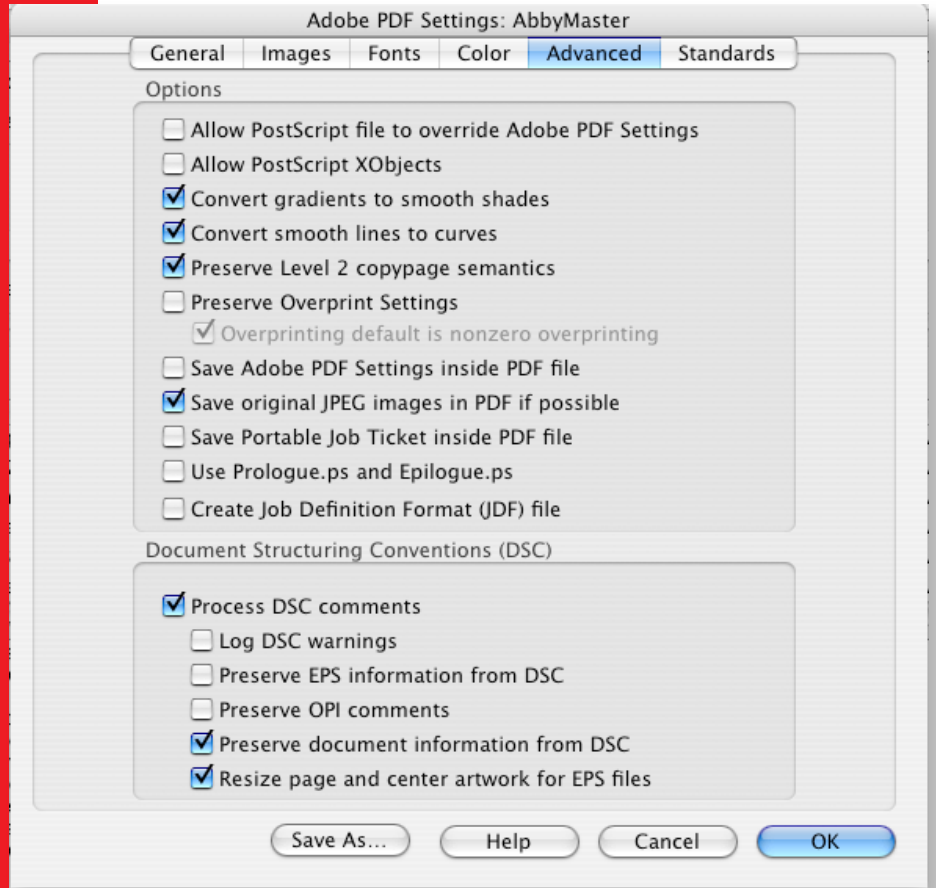 Adobe PDF Settings: AbbyMaster
General Images Fonts Color Advanced Standards
Options
Allow PostScript file to override Adobe PDF Settings
Allow PostScript XObjects
Convert gradients to smooth shades
Convert smooth lines to curves
Preserve Level 2 copypage semantics
Preserve Overprint Settings
Overprinting default is nonzero overprinting
Save Adobe PDF Settings inside PDF file
Save original JPEG images in PDF if possible
Save Portable Job Ticket inside PDF file
Use Prologue.ps and Epilogue.ps
Create Job Definition Format (JDF) file
Document Structuring Conventions (DSC)
Process DSC comments
Log DSC warnings
Preserve EPS information from DSC
Preserve OPI comments
Preserve document information from DSC
Resize page and center artwork for EPS files
Save As... Help Cancel OK